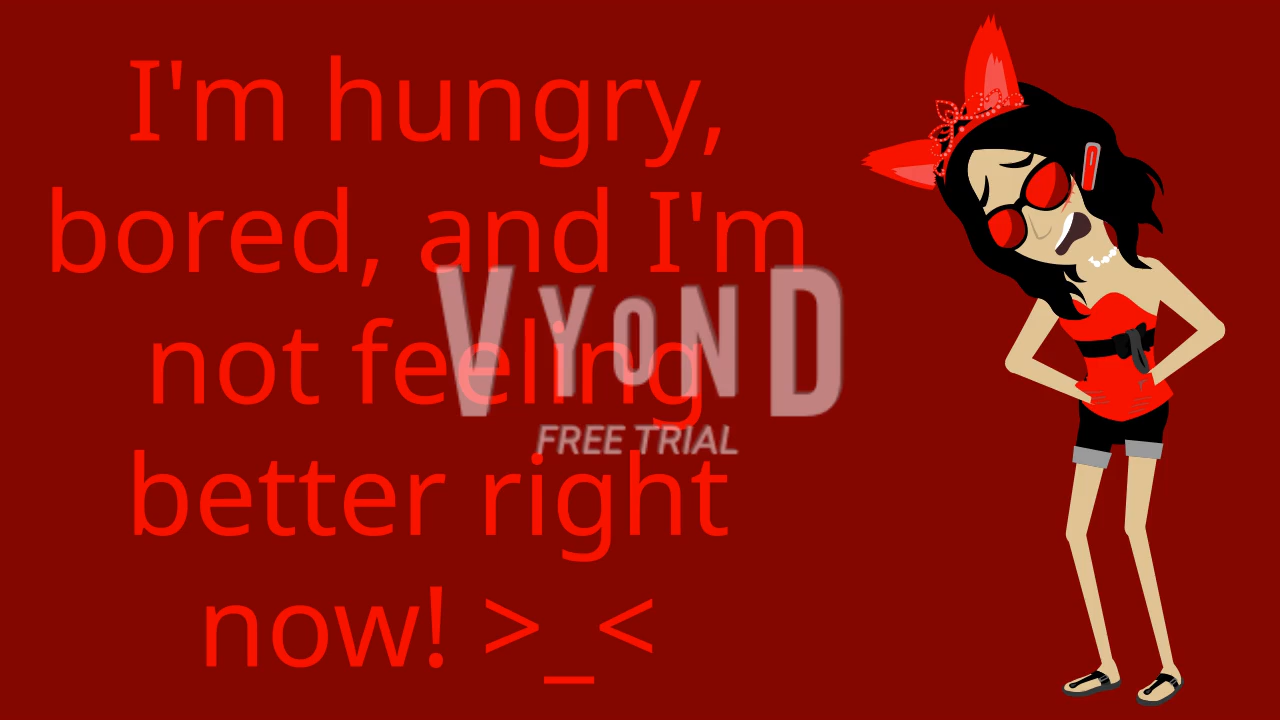 I'm hungry,
bored, and I'm
not feeling
better right
now! >_<
VYOND
FREE TRIAL